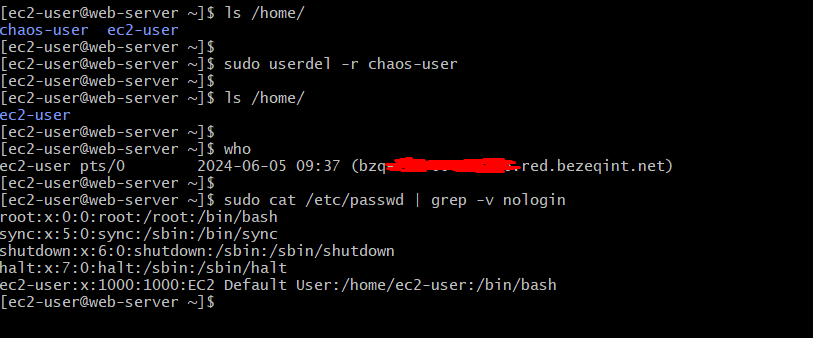 [ec2-user@web-server ~]$ ls /home/
chaos-user  ec2-user
[ec2-user@web-server ~]$
[ec2-user@web-server ~]$ sudo userdel -r chaos-user
[ec2-user@web-server ~]$
[ec2-user@web-server ~]$ ls /home/
ec2-user
[ec2-user@web-server ~]$
[ec2-user@web-server ~]$ who
ec2-user pts/0        2024-06-05 09:37 (bzq- .red.bezeqint.net)
[ec2-user@web-server ~]$
[ec2-user@web-server ~]$ sudo cat /etc/passwd | grep -v nologin
root:x:0:0:root:/root:/bin/bash
sync:x:5:0:sync:/sbin:/bin/sync
shutdown:x:6:0:shutdown:/sbin:/sbin/shutdown
halt:x:7:0:halt:/sbin:/sbin/halt
ec2-user:x:1000:1000:EC2 Default User:/home/ec2-user:/bin/bash
[ec2-user@web-server ~]$